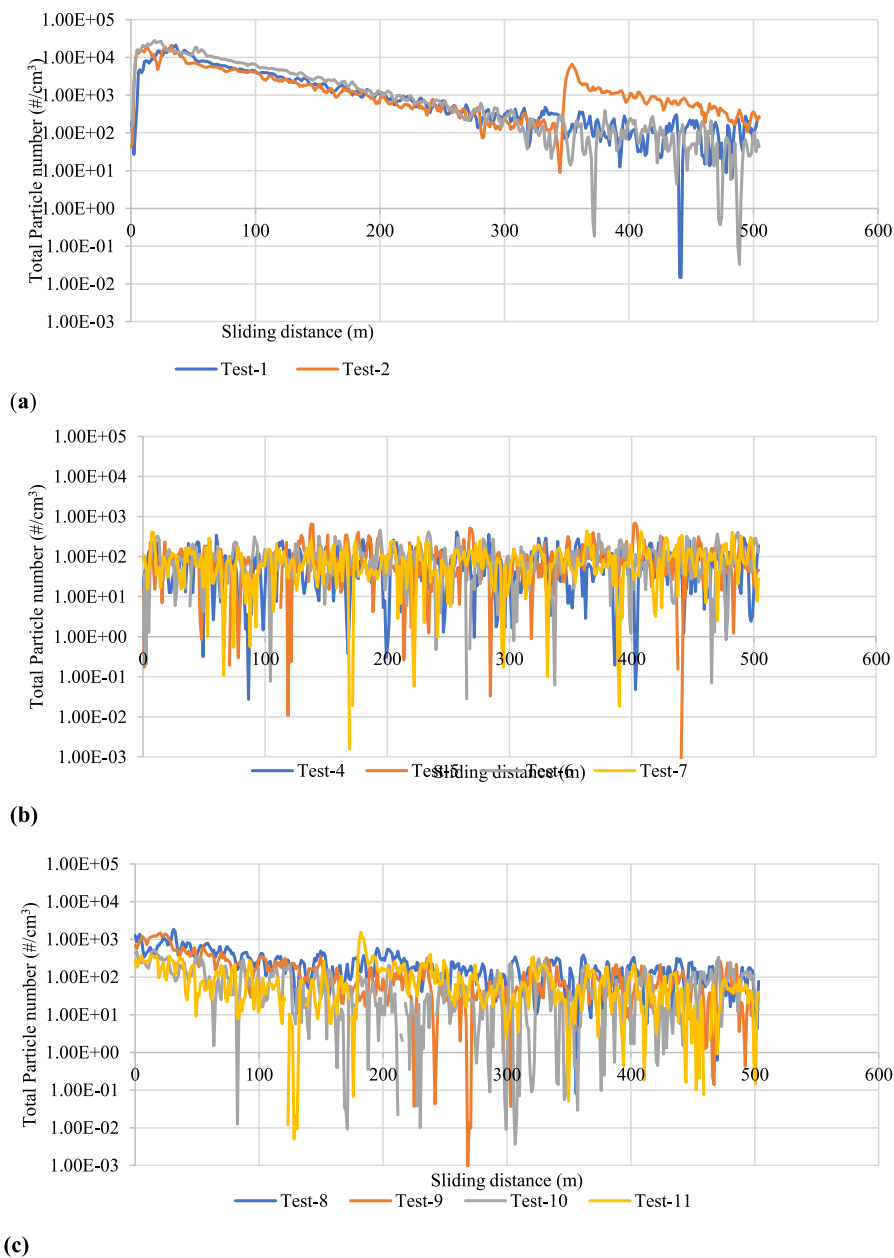 1.00E+05
1.00E+04
1.00E+03
1.00E+02
1.00E+01
1.00E+00
1.00E-01
1.00E-02
1.00E-03
Total Particle number (#/cm³)
0 100 200 300 400 500 600
Sliding distance (m)
Test-1 Test-2
(a)
1.00E+05
1.00E+04
1.00E+03
1.00E+02
1.00E+01
1.00E+00
1.00E-01
1.00E-02
1.00E-03
Total Particle number (#/cm³)
0 100 200 300 400 500 600
Sliding distance (m)
Test-4 Test-5 Test-6 Test-7
(b)
1.00E+05
1.00E+04
1.00E+03
1.00E+02
1.00E+01
1.00E+00
1.00E-01
1.00E-02
1.00E-03
Total Particle number (#/cm³)
0 100 200 300 400 500 600
Sliding distance (m)
Test-8 Test-9 Test-10 Test-11
(c)